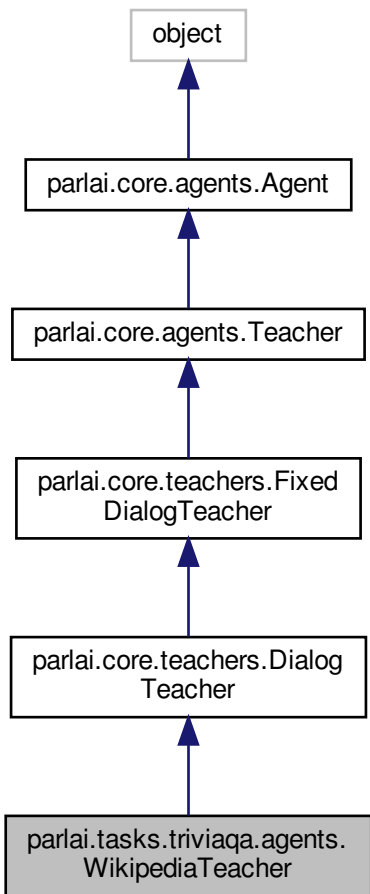 object
parlai.core.agents.Agent
parlai.core.agents.Teacher
parlai.core.teachers.Fixed
DialogTeacher
parlai.core.teachers.Dialog
Teacher
parlai.tasks.triviaqa.agents.
WikipediaTeacher